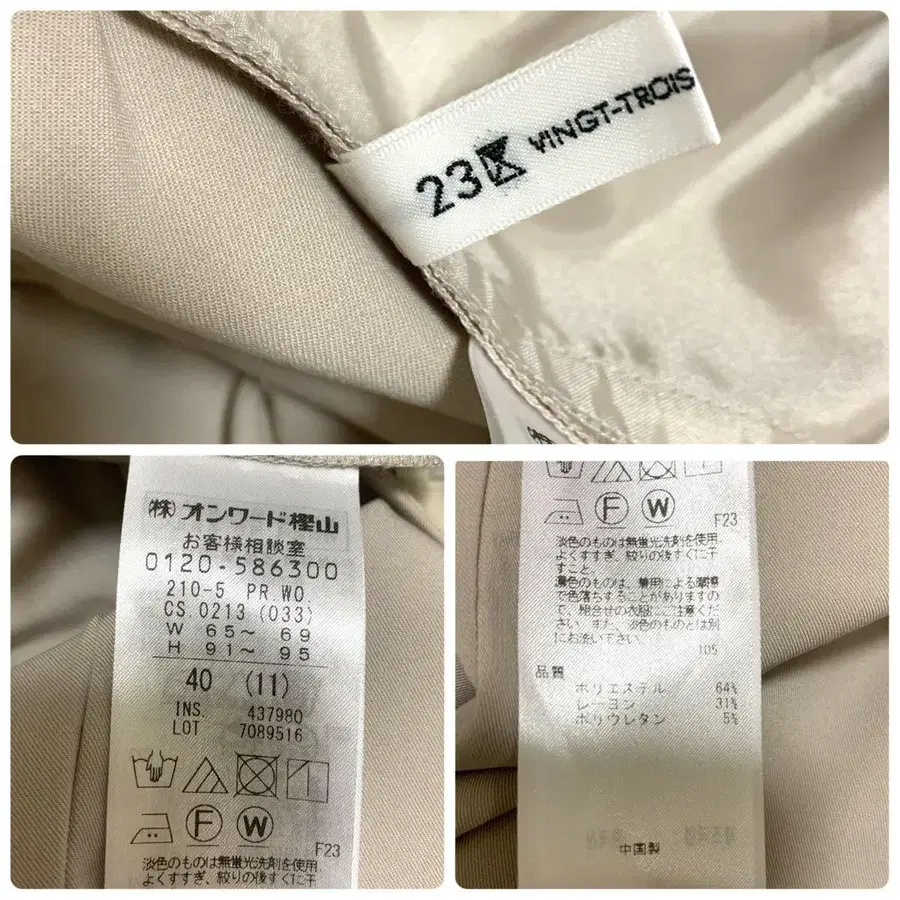 23区 VINGT-TROIS
㈱オンワード樫山
お客様相談室
0120-586300
210-5 PR.WO.
CS.0213 (033)
W 65～ 69
H 91～ 95
40 (11)
INS. 437980
LOT 7089516
F W
F23
淡色のものは無蛍光洗剤を使用
よくすすぎ、絞りの後すぐに干
F W
F23
淡色のものは無蛍光洗剤を使用
よくすすぎ、絞りの後すぐに干
すこと。
濃色のものは、着用による摩擦
で色落ちすることがありますの
で、組合せの衣服にご注意くださ
い。また、淡色のものとは別
にお洗い下さい。
105
品質
ポリエステル 64%
レーヨン 31%
ポリウレタン 5%
中国製